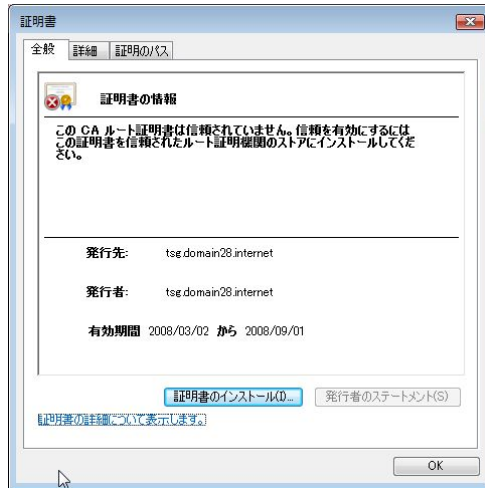 証明書
全般 詳細 証明のパス
証明書の情報
この CA ルート証明書は信頼されていません。信頼を有効にするには
この証明書を信頼されたルート証明機関のストアにインストールしてくだ
さい。
発行先: tsg.domain28.internet
発行者: tsg.domain28.internet
有効期間 2008/03/02 から 2008/09/01
証明書のインストール(I)... 発行者のステートメント(S)
証明書の詳細について表示します。
OK